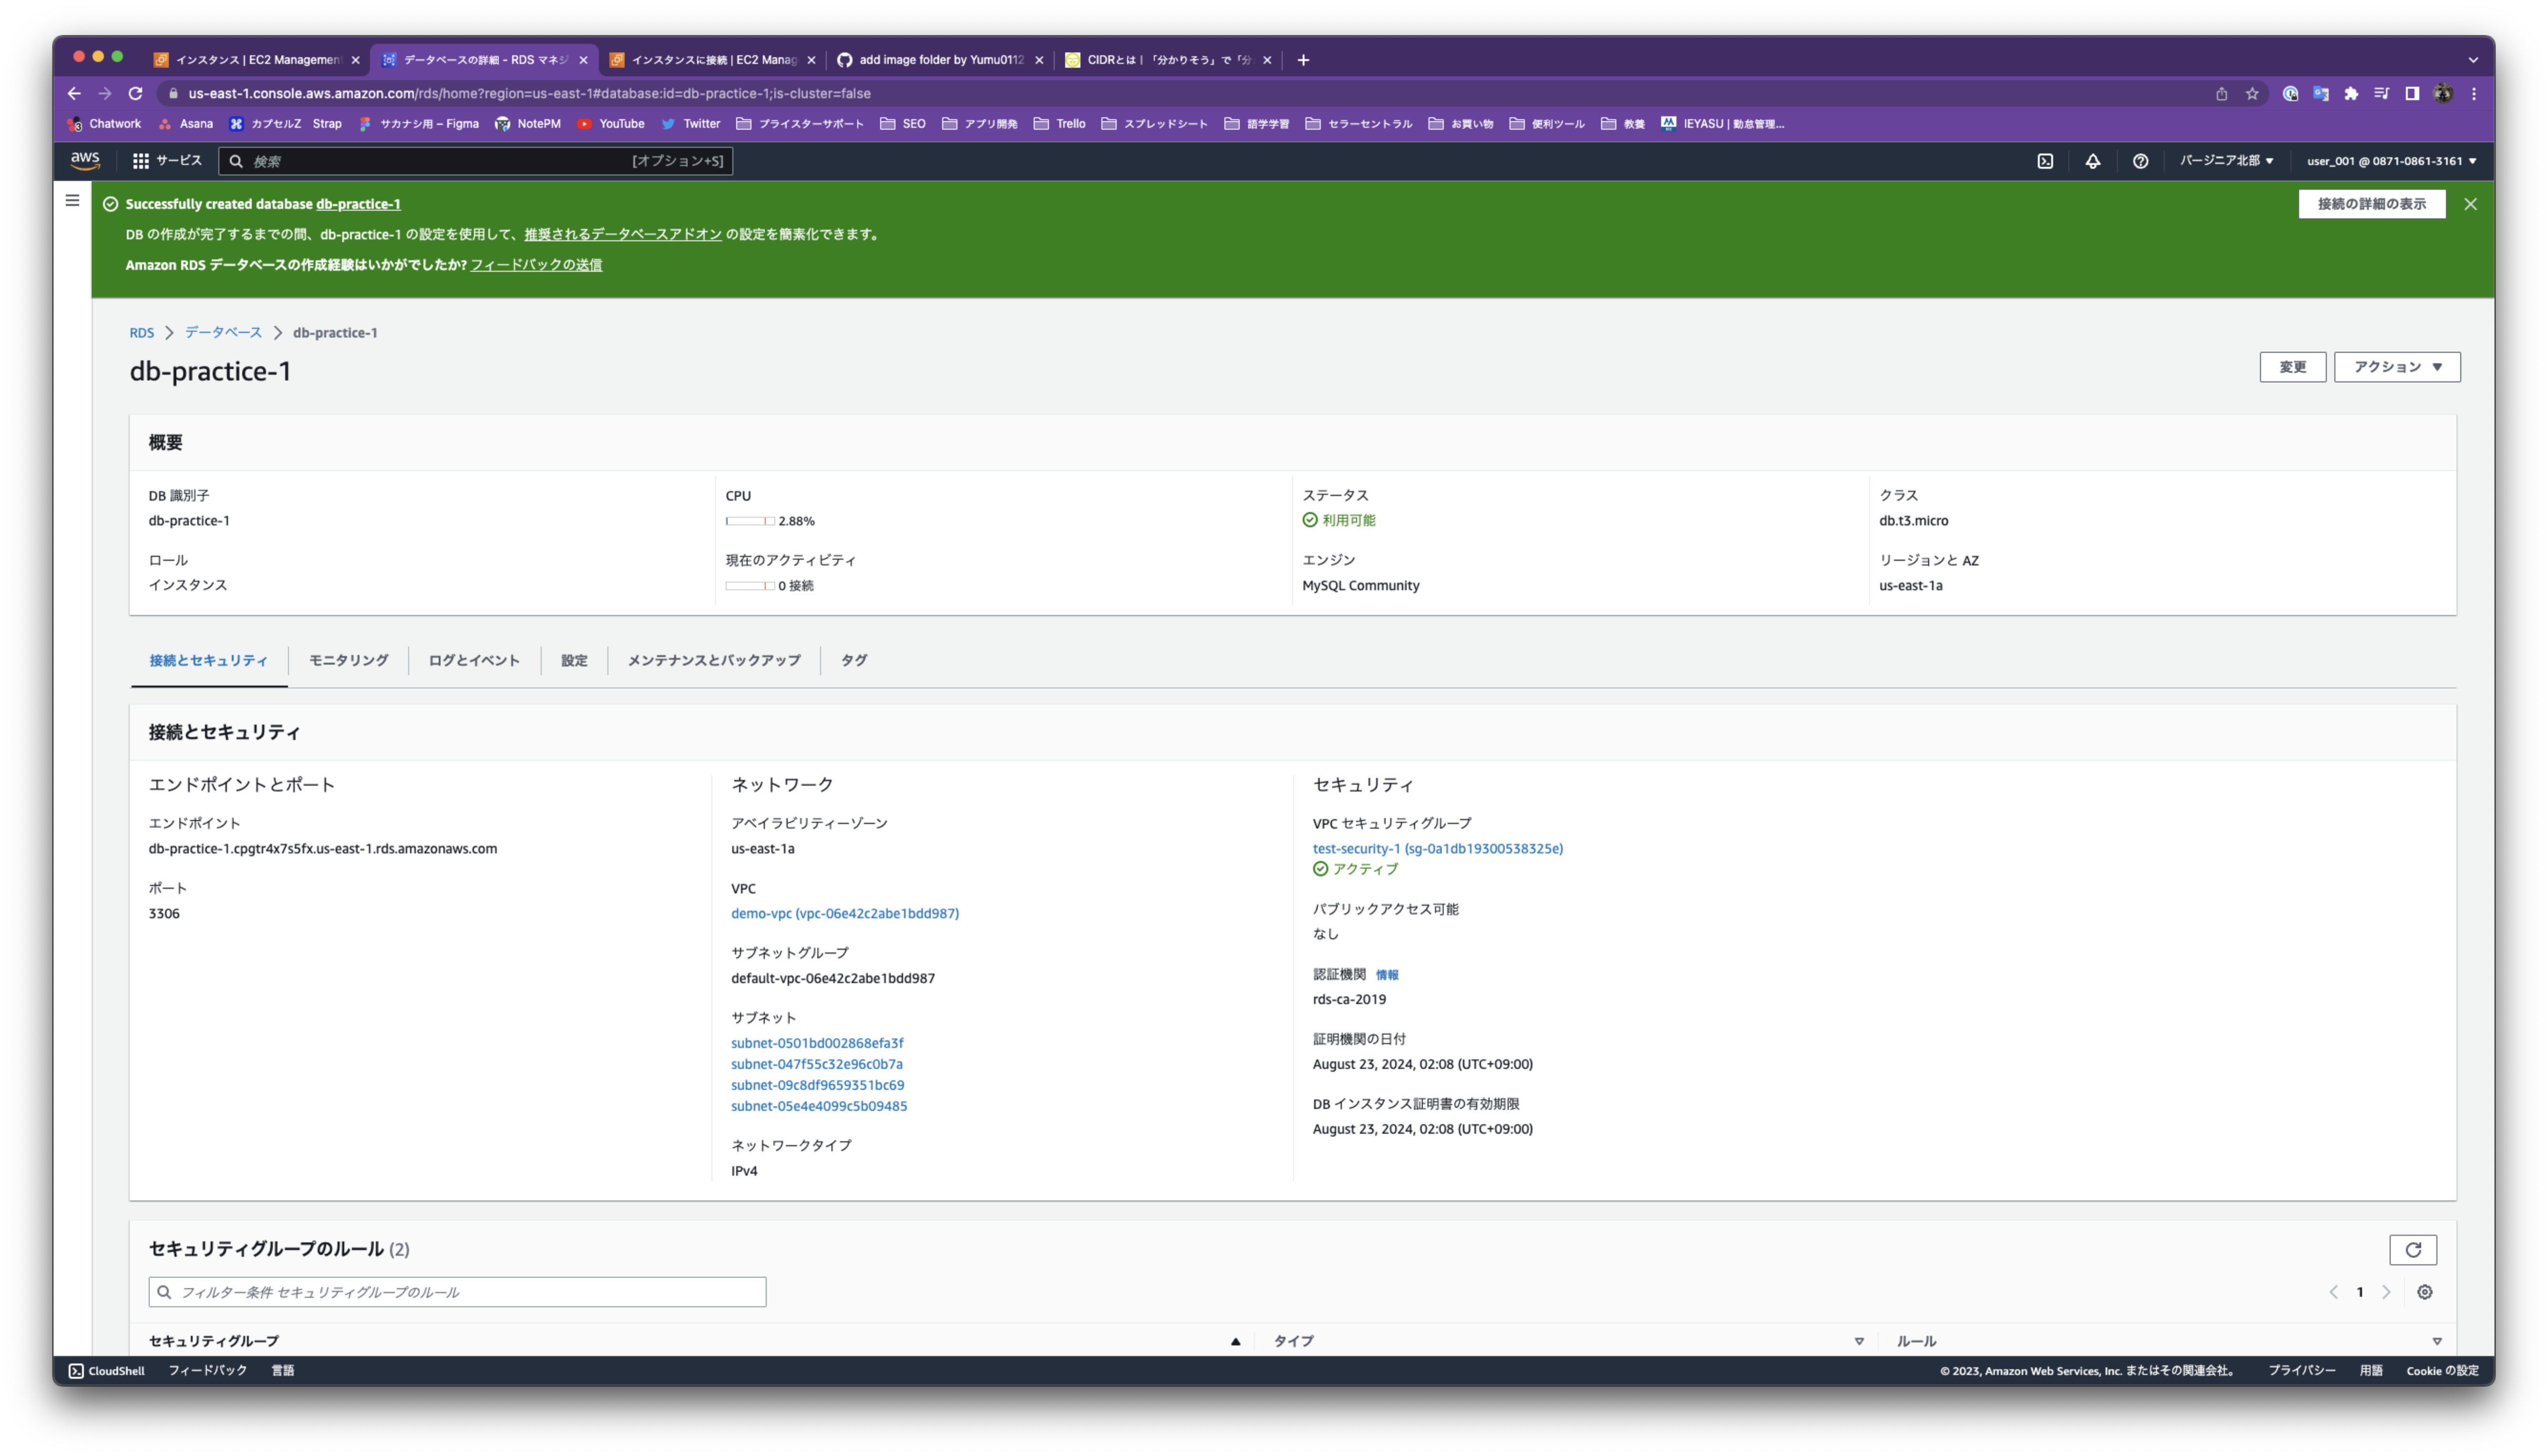 インスタンス | EC2 Management
データベースの詳細 - RDS マネジ
インスタンスに接続 | EC2 Manag
add image folder by Yumu0112
CIDRとは | 「分かりそう」で「分
us-east-1.console.aws.amazon.com/rds/home?region=us-east-1#database:id=db-practice-1;is-cluster=false
Chatwork Asana カプセルZ Strap サカナシ用 – Figma NotePM YouTube Twitter プライスターサポート SEO アプリ開発 Trello スプレッドシート 語学学習 セラーセントラル お買い物 便利ツール 教養 IEYASU | 勤怠管理...
aws サービス 検索 [オプション+S] バージニア北部 user_001 @ 0871-0861-3161
Successfully created database db-practice-1
接続の詳細の表示
DB の作成が完了するまでの間、db-practice-1 の設定を使用して、推奨されるデータベースアドオン の設定を簡素化できます。
Amazon RDS データベースの作成経験はいかがでしたか? フィードバックの送信
RDS データベース db-practice-1
db-practice-1
変更 アクション
概要
DB 識別子
db-practice-1
ロール
インスタンス
CPU
2.88%
現在のアクティビティ
0 接続
ステータス
利用可能
エンジン
MySQL Community
クラス
db.t3.micro
リージョンと AZ
us-east-1a
接続とセキュリティ モニタリング ログとイベント 設定 メンテナンスとバックアップ タグ
接続とセキュリティ
エンドポイントとポート
エンドポイント
db-practice-1.cpgtr4x7s5fx.us-east-1.rds.amazonaws.com
ポート
3306
ネットワーク
アベイラビリティーゾーン
us-east-1a
VPC
demo-vpc (vpc-06e42c2abe1bdd987)
サブネットグループ
default-vpc-06e42c2abe1bdd987
サブネット
subnet-0501bd002868efa3f
subnet-047f55c32e96c0b7a
subnet-09c8df9659351bc69
subnet-05e4e4099c5b09485
ネットワークタイプ
IPv4
セキュリティ
VPC セキュリティグループ
test-security-1 (sg-0a1db19300538325e)
アクティブ
パブリックアクセス可能
なし
認証機関 情報
rds-ca-2019
証明機関の日付
August 23, 2024, 02:08 (UTC+09:00)
DB インスタンス証明書の有効期限
August 23, 2024, 02:08 (UTC+09:00)
セキュリティグループのルール (2)
フィルター条件 セキュリティグループのルール
1
セキュリティグループ タイプ ルール
CloudShell フィードバック 言語 © 2023, Amazon Web Services, Inc. またはその関連会社。 プライバシー 用語 Cookie の設定